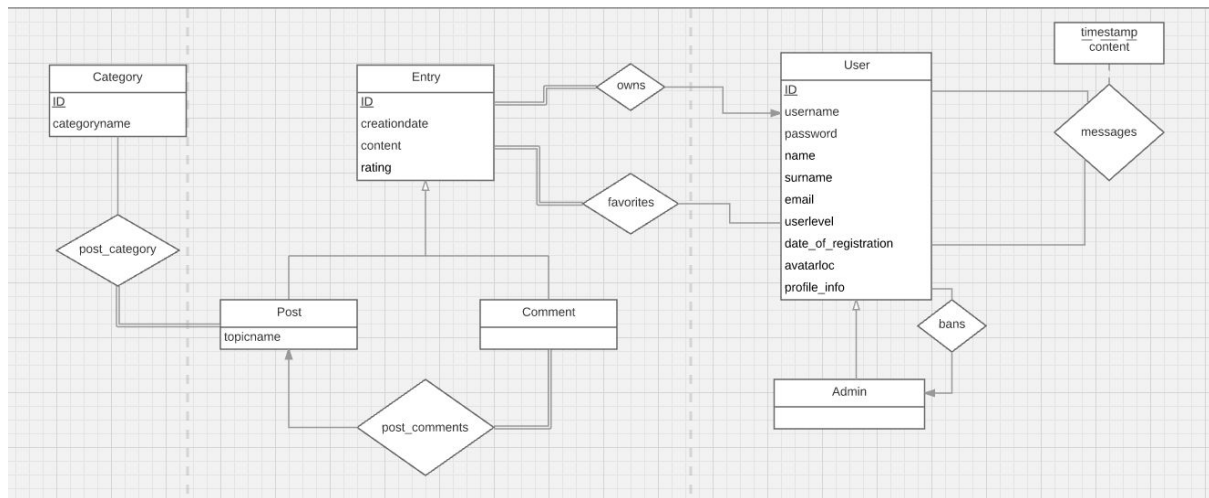 timestamp
content
Category
ID
categoryname
Entry
ID
creationdate
content
rating
owns
User
ID
username
password
name
surname
email
userlevel
date_of_registration
avatarloc
profile_info
messages
favorites
post_category
Post
topicname
Comment
bans
post_comments
Admin